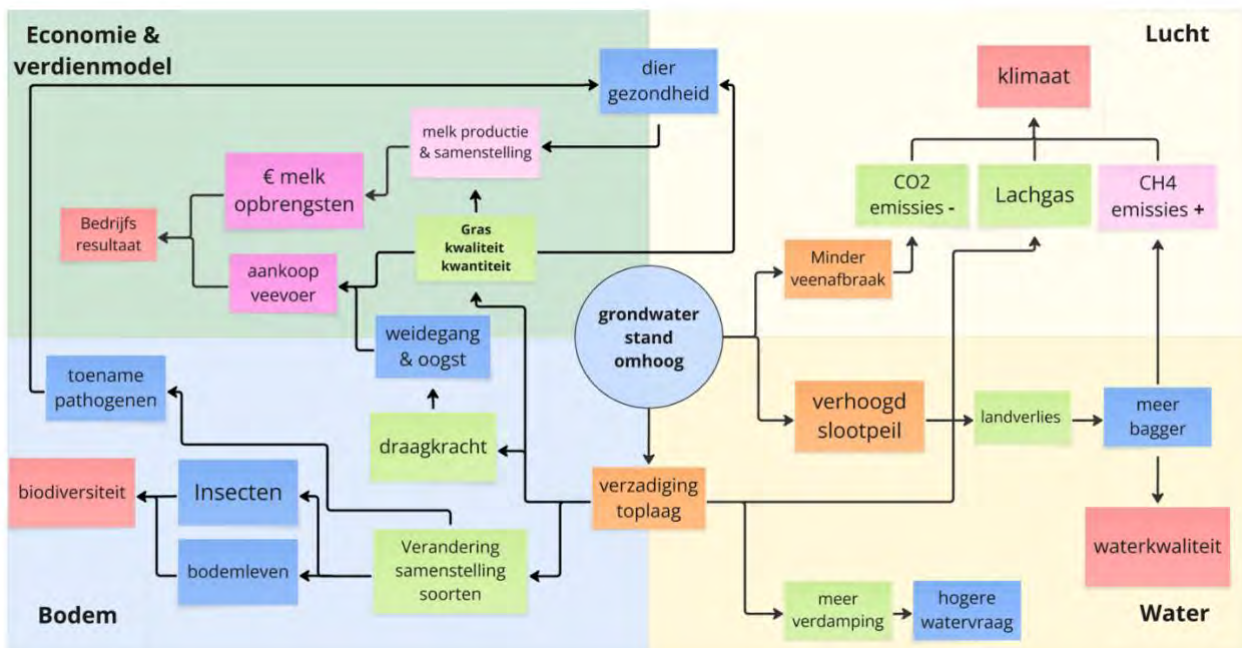 Economie &
verdienmodel
Lucht
dier
gezondheid
klimaat
melk productie
& samenstelling
€ melk
opbrengsten
CO2
emissies -
Lachgas
CH4
emissies +
Bedrijfs
resultaat
Gras
kwaliteit
kwantiteit
aankoop
veevoer
Minder
veenafbraak
grondwater
stand
omhoog
weidegang
& oogst
toename
pathogenen
verhoogd
slootpeil
landverlies
meer
bagger
draagkracht
biodiversiteit
Insecten
verzadiging
toplaag
waterkwaliteit
bodemleven
Verandering
samenstelling
soorten
Bodem
meer
verdamping
hogere
watervraag
Water